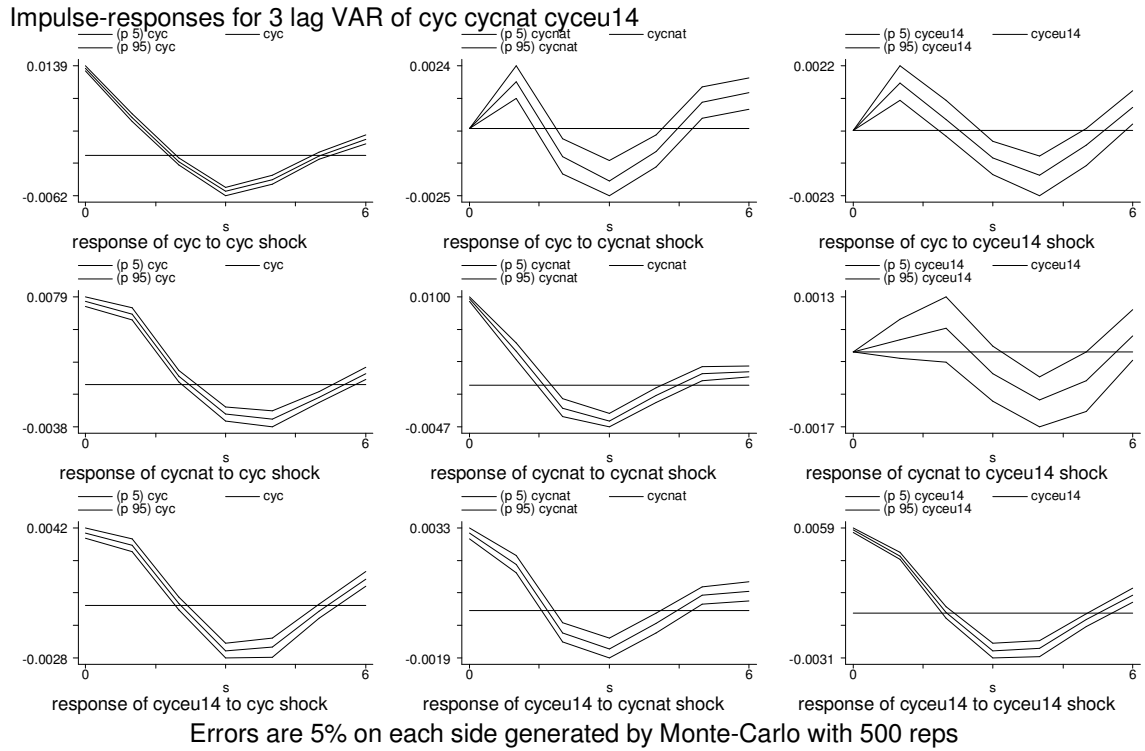 Impulse-responses for 3 lag VAR of cyc cycnat cyceu14
(p 5) cyc cyc
(p 95) cyc
0.0139
-0.0062
0 6
s
response of cyc to cyc shock
(p 5) cycnat cycnat
(p 95) cycnat
0.0024
-0.0025
0 6
s
response of cyc to cycnat shock
(p 5) cyceu14 cyceu14
(p 95) cyceu14
0.0022
-0.0023
0 6
s
response of cyc to cyceu14 shock
(p 5) cyc cyc
(p 95) cyc
0.0079
-0.0038
0 6
s
response of cycnat to cyc shock
(p 5) cycnat cycnat
(p 95) cycnat
0.0100
-0.0047
0 6
s
response of cycnat to cycnat shock
(p 5) cyceu14 cyceu14
(p 95) cyceu14
0.0013
-0.0017
0 6
s
response of cycnat to cyceu14 shock
(p 5) cyc cyc
(p 95) cyc
0.0042
-0.0028
0 6
s
response of cyceu14 to cyc shock
(p 5) cycnat cycnat
(p 95) cycnat
0.0033
-0.0019
0 6
s
response of cyceu14 to cycnat shock
(p 5) cyceu14 cyceu14
(p 95) cyceu14
0.0059
-0.0031
0 6
s
response of cyceu14 to cyceu14 shock
Errors are 5% on each side generated by Monte-Carlo with 500 reps